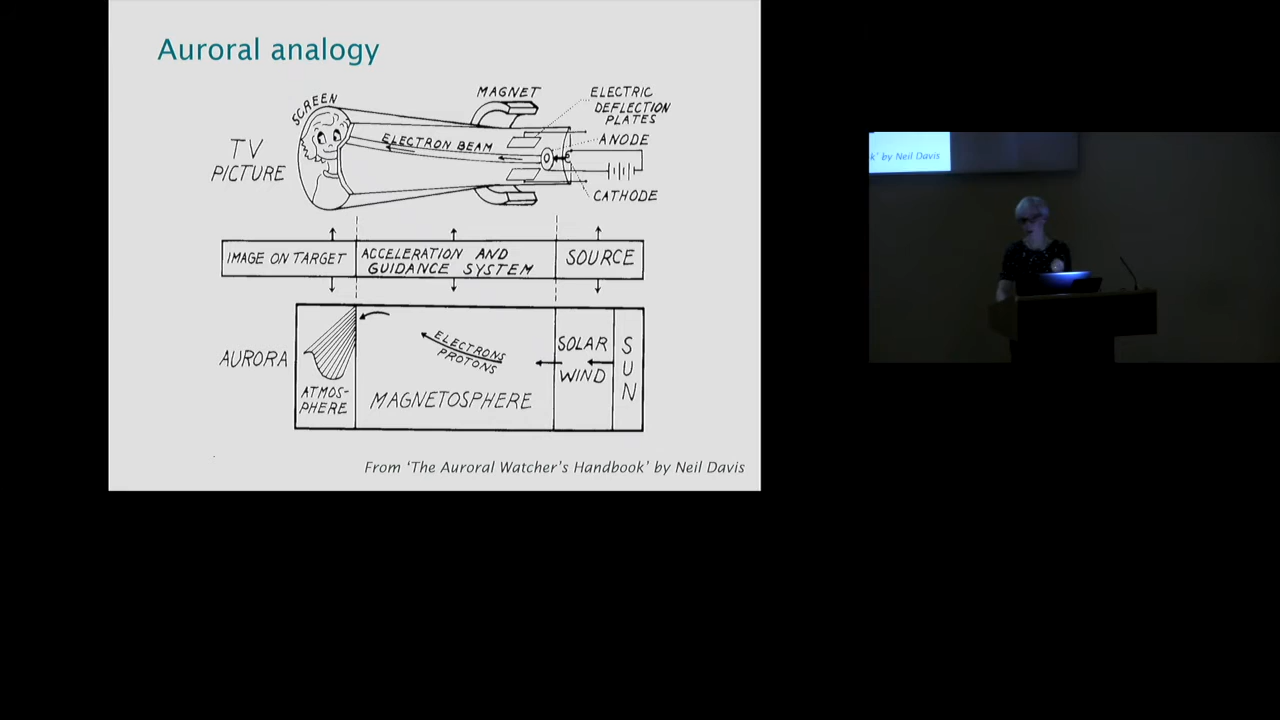 Auroral analogy
SCREEN
MAGNET
ELECTRIC
DEFLECTION
PLATES
ANODE
ELECTRON BEAM
TV
PICTURE
CATHODE
IMAGE ON TARGET
ACCELERATION AND
GUIDANCE SYSTEM
SOURCE
AURORA
ELECTRONS
PROTONS
SOLAR
WIND
SUN
ATMOS-
PHERE
MAGNETOSPHERE
From ‘The Auroral Watcher’s Handbook’ by Neil Davis
k’ by Neil Davis